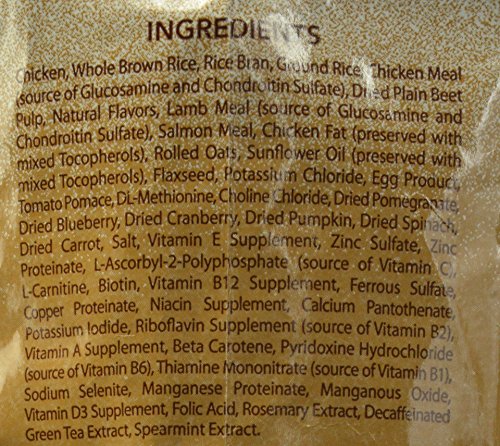 INGREDIENTS
Chicken, Whole Brown Rice, Rice Bran, Ground Rice, Chicken Meal
(source of Glucosamine and Chondroitin Sulfate), Dried Plain Beet
Pulp, Natural Flavors, Lamb Meal (source of Glucosamine and
Chondroitin Sulfate), Salmon Meal, Chicken Fat (preserved with
mixed Tocopherols), Rolled Oats, Sunflower Oil (preserved with
mixed Tocopherols), Flaxseed, Potassium Chloride, Egg Product,
Tomato Pomace, DL-Methionine, Choline Chloride, Dried Pomegranate,
Dried Blueberry, Dried Cranberry, Dried Pumpkin, Dried Spinach,
Dried Carrot, Salt, Vitamin E Supplement, Zinc Sulfate, Zinc
Proteinate, L-Ascorbyl-2-Polyphosphate (source of Vitamin C),
L-Carnitine, Biotin, Vitamin B12 Supplement, Ferrous Sulfate,
Copper Proteinate, Niacin Supplement, Calcium Pantothenate,
Potassium Iodide, Riboflavin Supplement (source of Vitamin B2),
Vitamin A Supplement, Beta Carotene, Pyridoxine Hydrochloride
(source of Vitamin B6), Thiamine Mononitrate (source of Vitamin B1),
Sodium Selenite, Manganese Proteinate, Manganous Oxide,
Vitamin D3 Supplement, Folic Acid, Rosemary Extract, Decaffeinated
Green Tea Extract, Spearmint Extract.